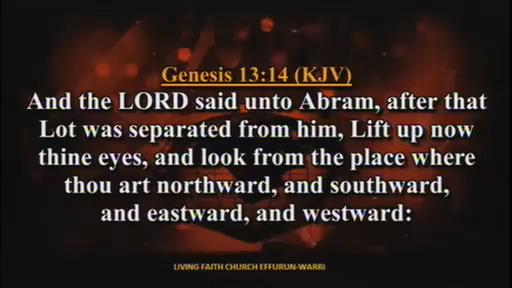 Genesis 13:14 (KJV)
And the LORD said unto Abram, after that
Lot was separated from him, Lift up now
thine eyes, and look from the place where
thou art northward, and southward,
and eastward, and westward:
LIVING FAITH CHURCH EFFURUN-WARRI